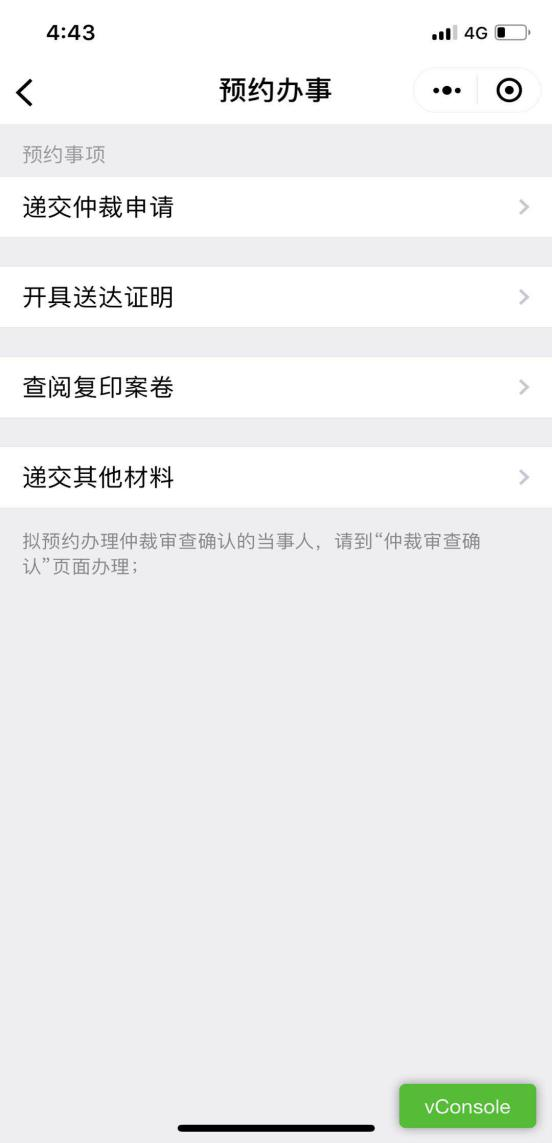 4:43
4G
预约办事
预约事项
递交仲裁申请
开具送达证明
查阅复印案卷
递交其他材料
拟预约办理仲裁审查确认的当事人，请到“仲裁审查确
认”页面办理；
vConsole